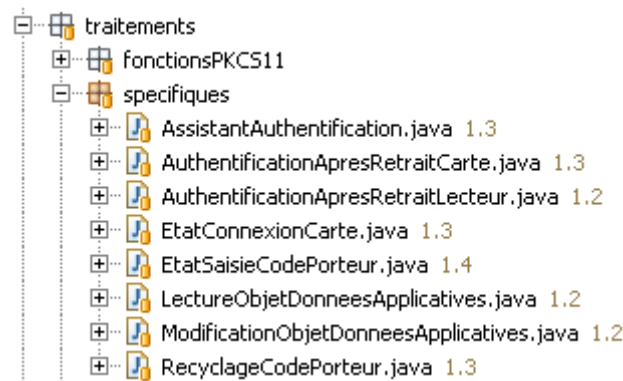 traitements
fonctionsPKCS11
specifiques
AssistantAuthentification.java 1.3
AuthentificationApresRetraitCarte.java 1.3
AuthentificationApresRetraitLecteur.java 1.2
EtatConnexionCarte.java 1.3
EtatSaisieCodePorteur.java 1.4
LectureObjetDonneesApplicatives.java 1.2
ModificationObjetDonneesApplicatives.java 1.2
RecyclageCodePorteur.java 1.3